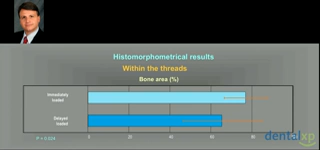 Histomorphometrical results
Within the threads
Bone area (%)
Immediately
loaded
Delayed
loaded
0
20
40
60
80
100
P = 0.024
dentalxp